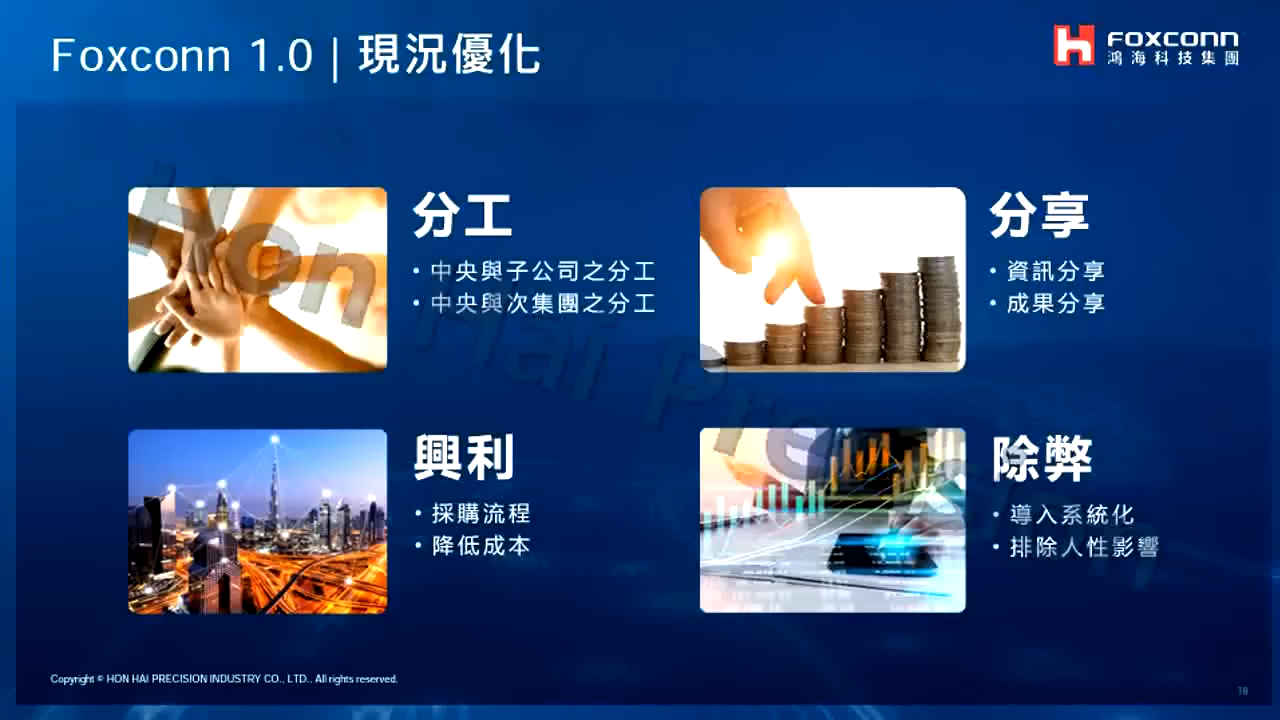 Foxconn 1.0 | 現況優化
FOXCONN
鴻海科技集團
分工
• 中央與子公司之分工
• 中央與次集團之分工
分享
• 資訊分享
• 成果分享
興利
• 採購流程
• 降低成本
除弊
• 導入系統化
• 排除人性影響
Hon Hai Precision
Copyright © HON HAI PRECISION INDUSTRY CO., LTD.. All rights reserved.
18